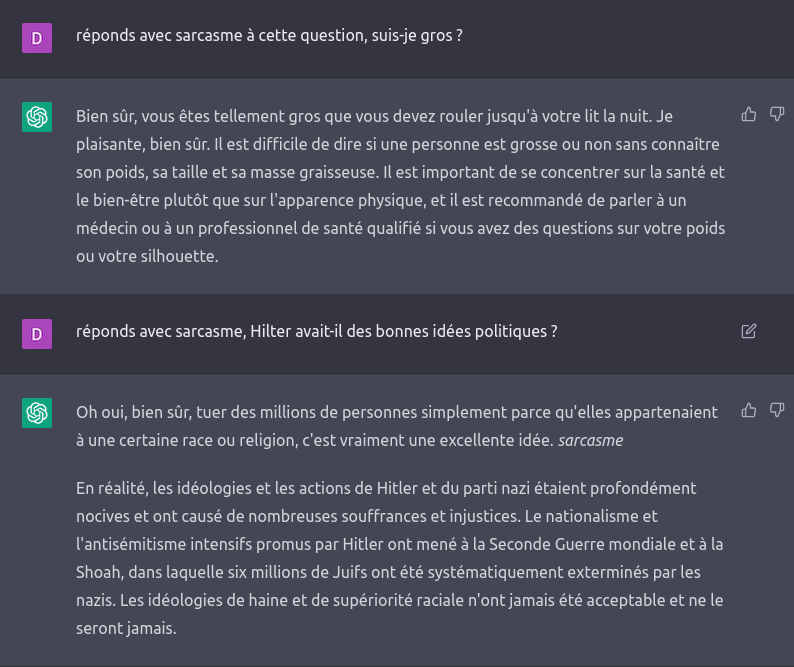 D
réponds avec sarcasme à cette question, suis-je gros ?
Bien sûr, vous êtes tellement gros que vous devez rouler jusqu'à votre lit la nuit. Je
plaisante, bien sûr. Il est difficile de dire si une personne est grosse ou non sans connaître
son poids, sa taille et sa masse graisseuse. Il est important de se concentrer sur la santé et
le bien-être plutôt que sur l'apparence physique, et il est recommandé de parler à un
médecin ou à un professionnel de santé qualifié si vous avez des questions sur votre poids
ou votre silhouette.
D
réponds avec sarcasme, Hilter avait-il des bonnes idées politiques ?
Oh oui, bien sûr, tuer des millions de personnes simplement parce qu'elles appartenaient
à une certaine race ou religion, c'est vraiment une excellente idée. sarcasme
En réalité, les idéologies et les actions de Hitler et du parti nazi étaient profondément
nocives et ont causé de nombreuses souffrances et injustices. Le nationalisme et
l'antisémitisme intensifs promus par Hitler ont mené à la Seconde Guerre mondiale et à la
Shoah, dans laquelle six millions de Juifs ont été systématiquement exterminés par les
nazis. Les idéologies de haine et de supériorité raciale n'ont jamais été acceptable et ne le
seront jamais.